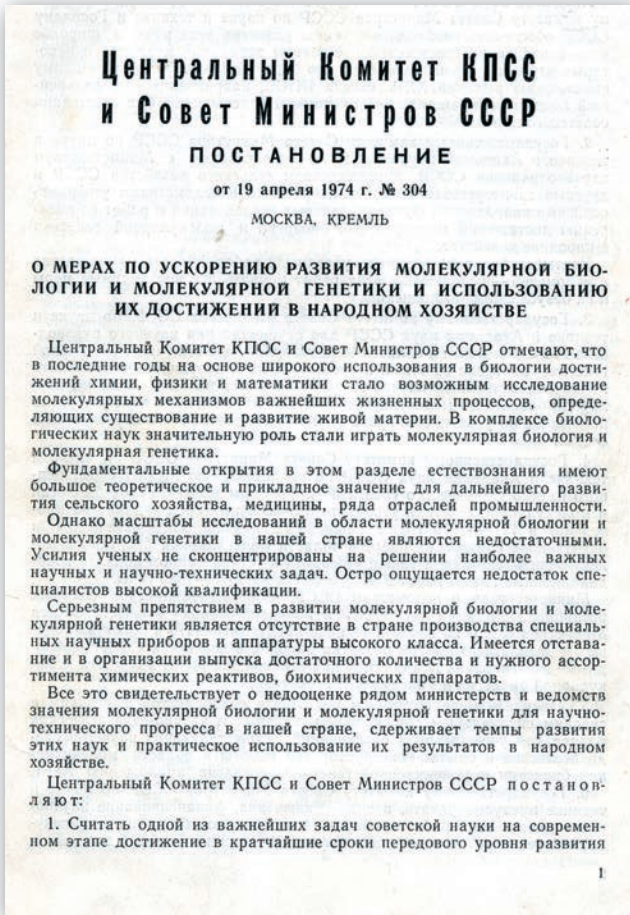 Центральный Комитет КПСС
и Совет Министров СССР
ПОСТАНОВЛЕНИЕ
от 19 апреля 1974 г. № 304
МОСКВА, КРЕМЛЬ
О МЕРАХ ПО УСКОРЕНИЮ РАЗВИТИЯ МОЛЕКУЛЯРНОЙ БИО-
ЛОГИИ И МОЛЕКУЛЯРНОЙ ГЕНЕТИКИ И ИСПОЛЬЗОВАНИЮ
ИХ ДОСТИЖЕНИЙ В НАРОДНОМ ХОЗЯЙСТВЕ
Центральный Комитет КПСС и Совет Министров СССР отмечают, что
в последние годы на основе широкого использования в биологии дости-
жений химии, физики и математики стало возможным исследование
молекулярных механизмов важнейших жизненных процессов, опреде-
ляющих существование и развитие живой материи. В комплексе биоло-
гических наук значительную роль стали играть молекулярная биология и
молекулярная генетика.
Фундаментальные открытия в этом разделе естествознания имеют
большое теоретическое и прикладное значение для дальнейшего разви-
тия сельского хозяйства, медицины, ряда отраслей промышленности.
Однако масштабы исследований в области молекулярной биологии и
молекулярной генетики в нашей стране являются недостаточными.
Усилия ученых не сконцентрированы на решении наиболее важных
научных и научно-технических задач. Остро ощущается недостаток спе-
циалистов высокой квалификации.
Серьезным препятствием в развитии молекулярной биологии и моле-
кулярной генетики является отсутствие в стране производства специаль-
ных научных приборов и аппаратуры высокого класса. Имеется отстава-
ние и в организации выпуска достаточного количества и нужного ассор-
тимента химических реактивов, биохимических препаратов.
Все это свидетельствует о недооценке рядом министерств и ведомств
значения молекулярной биологии и молекулярной генетики для научно-
технического прогресса в нашей стране, сдерживает темпы развития
этих наук и практическое использование их результатов в народном
хозяйстве.
Центральный Комитет КПСС и Совет Министров СССР постанов-
ляют:
1. Считать одной из важнейших задач советской науки на современ-
ном этапе достижение в кратчайшие сроки передового уровня развития
1